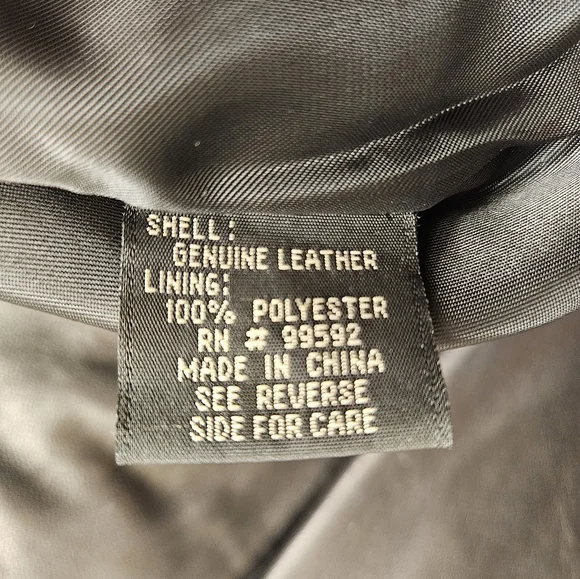 SHELL:
GENUINE LEATHER
LINING:
100% POLYESTER
RN # 99592
MADE IN CHINA
SEE REVERSE
SIDE FOR CARE